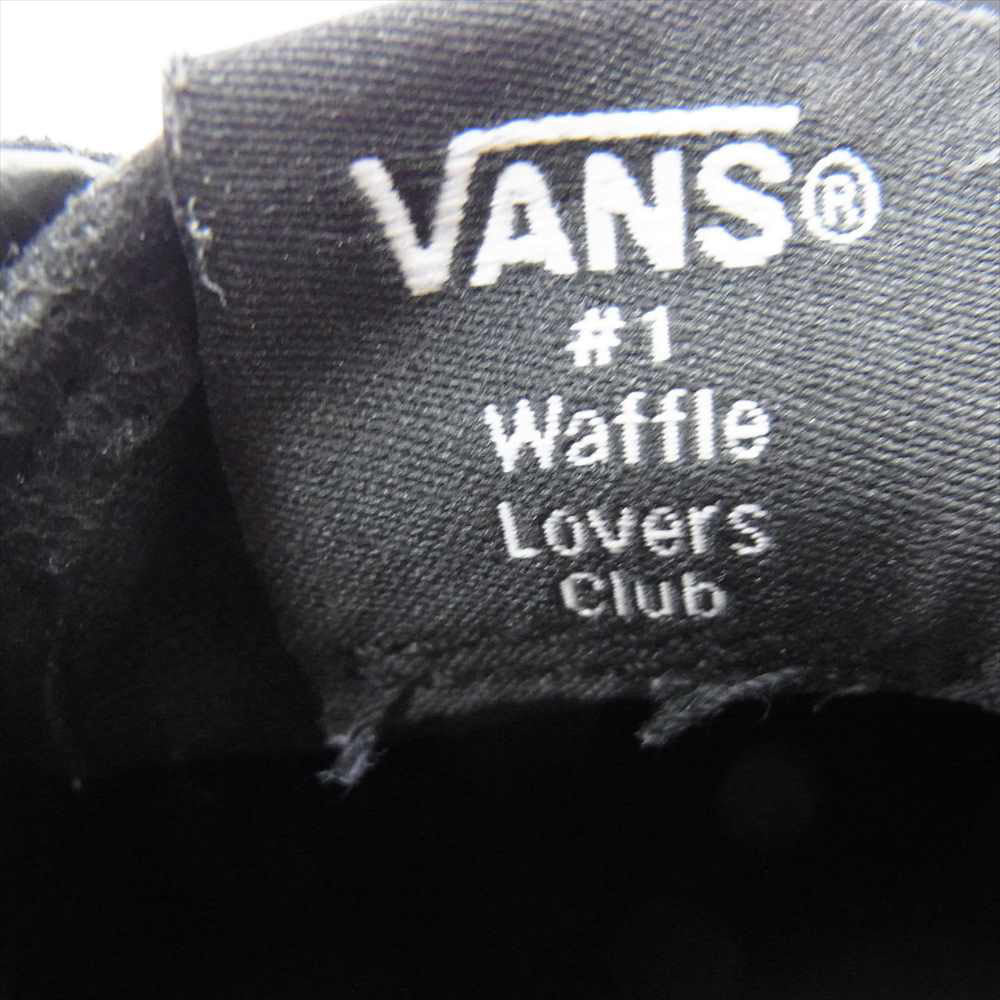 VANS®
#1
Waffle
Lovers
Club